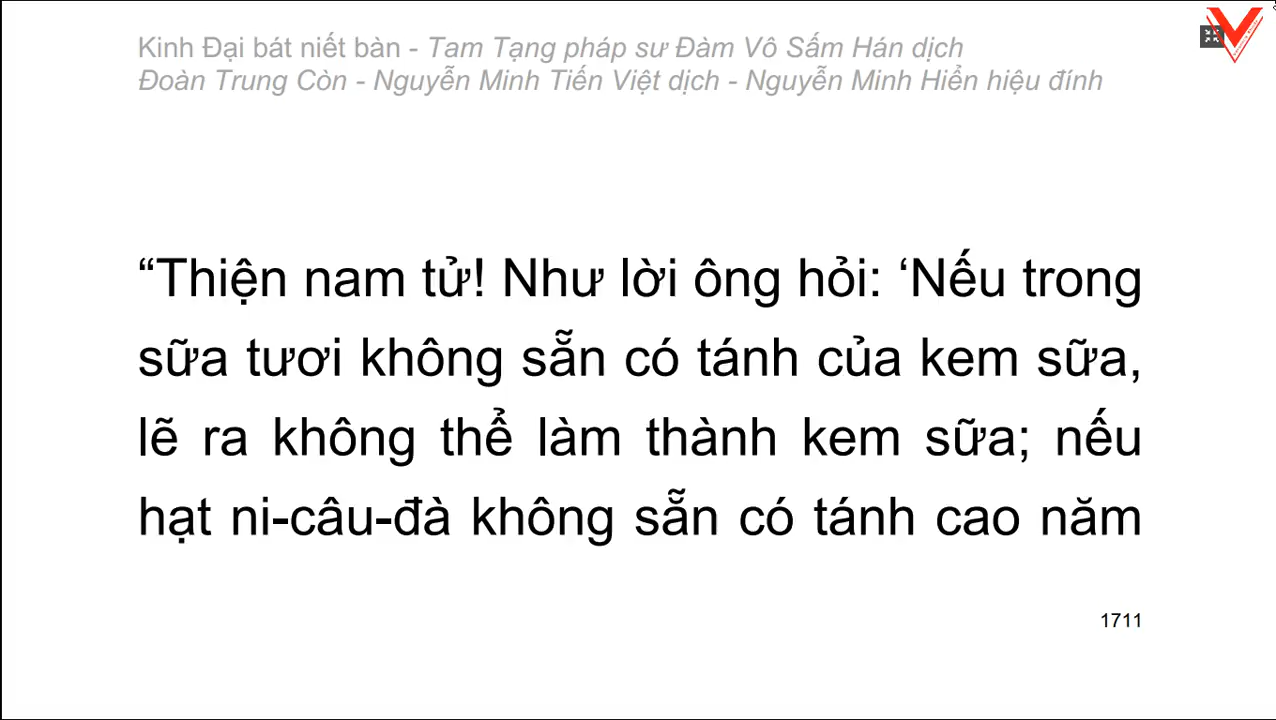 Kinh Đại bát niết bàn - Tam Tạng pháp sư Đàm Vô Sấm Hán dịch
Đoàn Trung Còn - Nguyễn Minh Tiến Việt dịch - Nguyễn Minh Hiển hiệu đính
“Thiện nam tử! Như lời ông hỏi: ‘Nếu trong
sữa tươi không sẵn có tánh của kem sữa,
lẽ ra không thể làm thành kem sữa; nếu
hạt ni-câu-đà không sẵn có tánh cao năm
1711